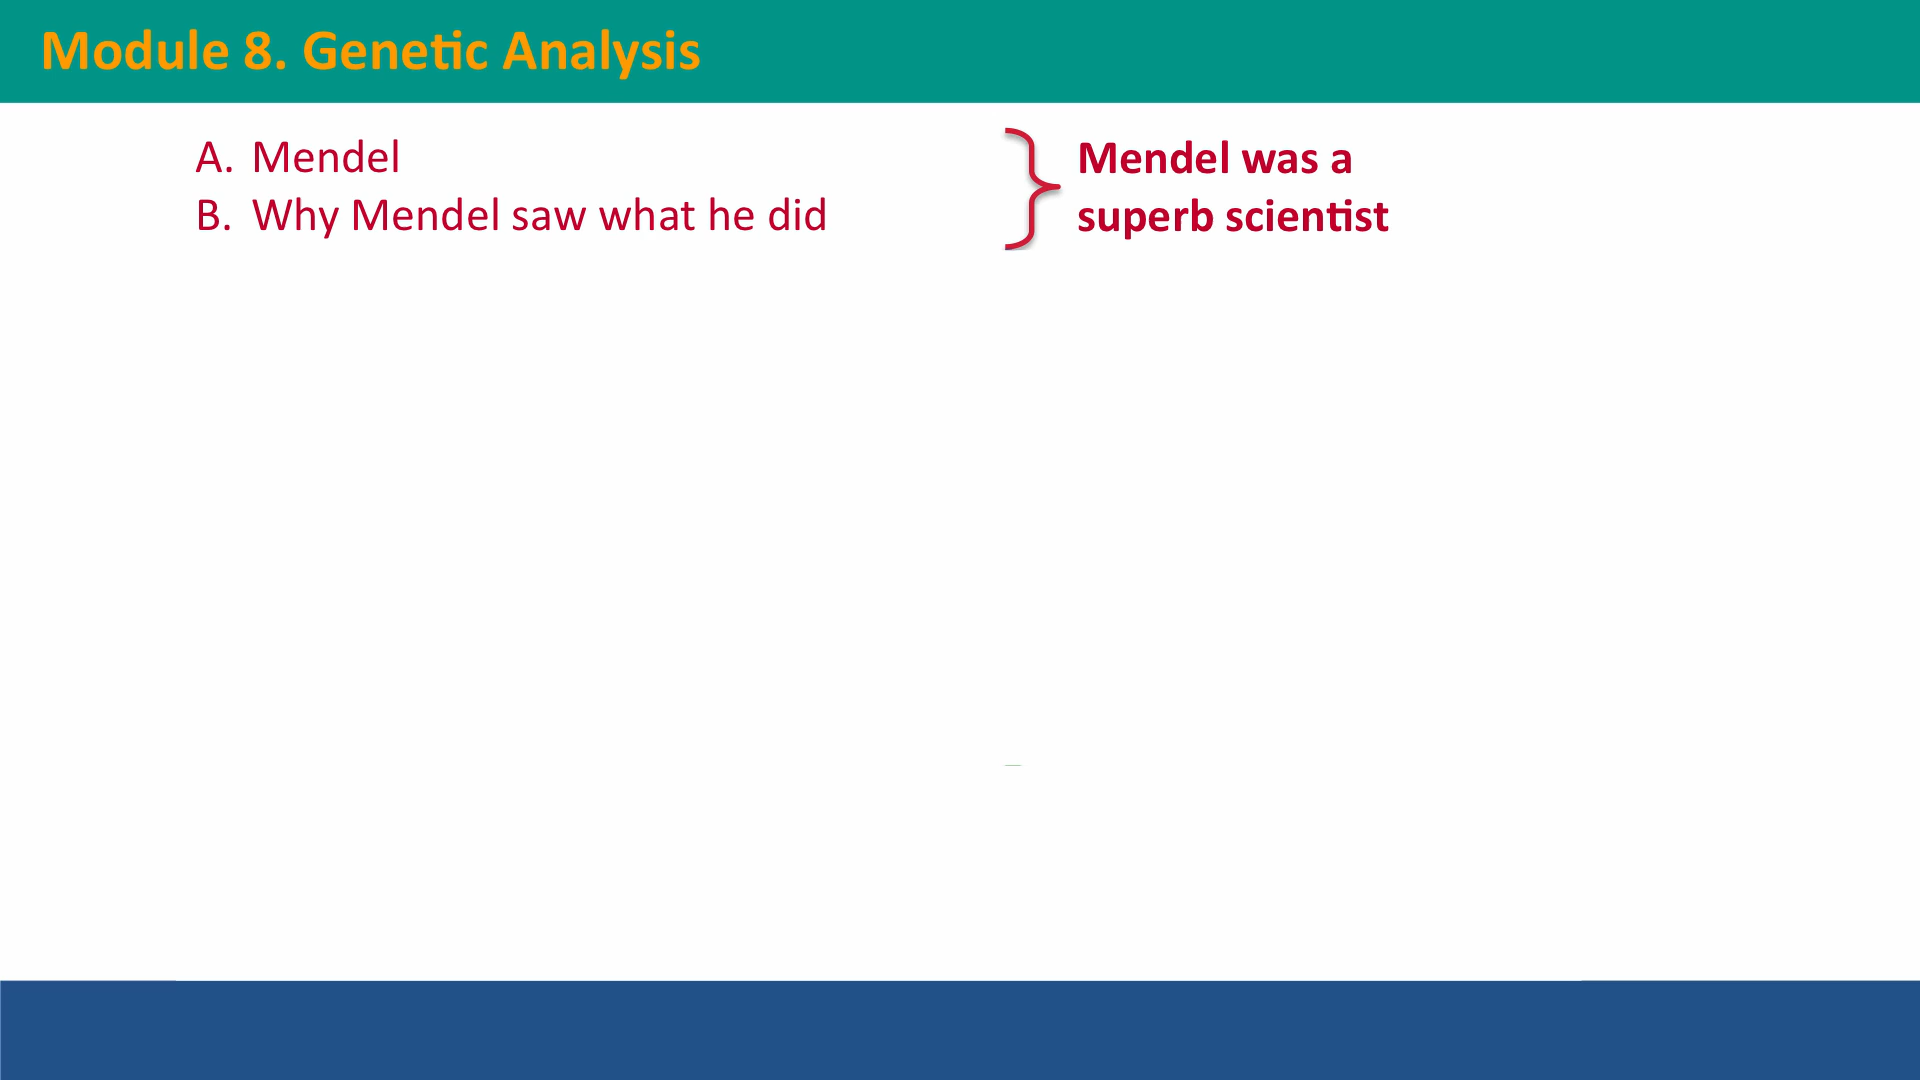 Module 8. Genetic Analysis
A. Mendel
B. Why Mendel saw what he did
Mendel was a
superb scientist